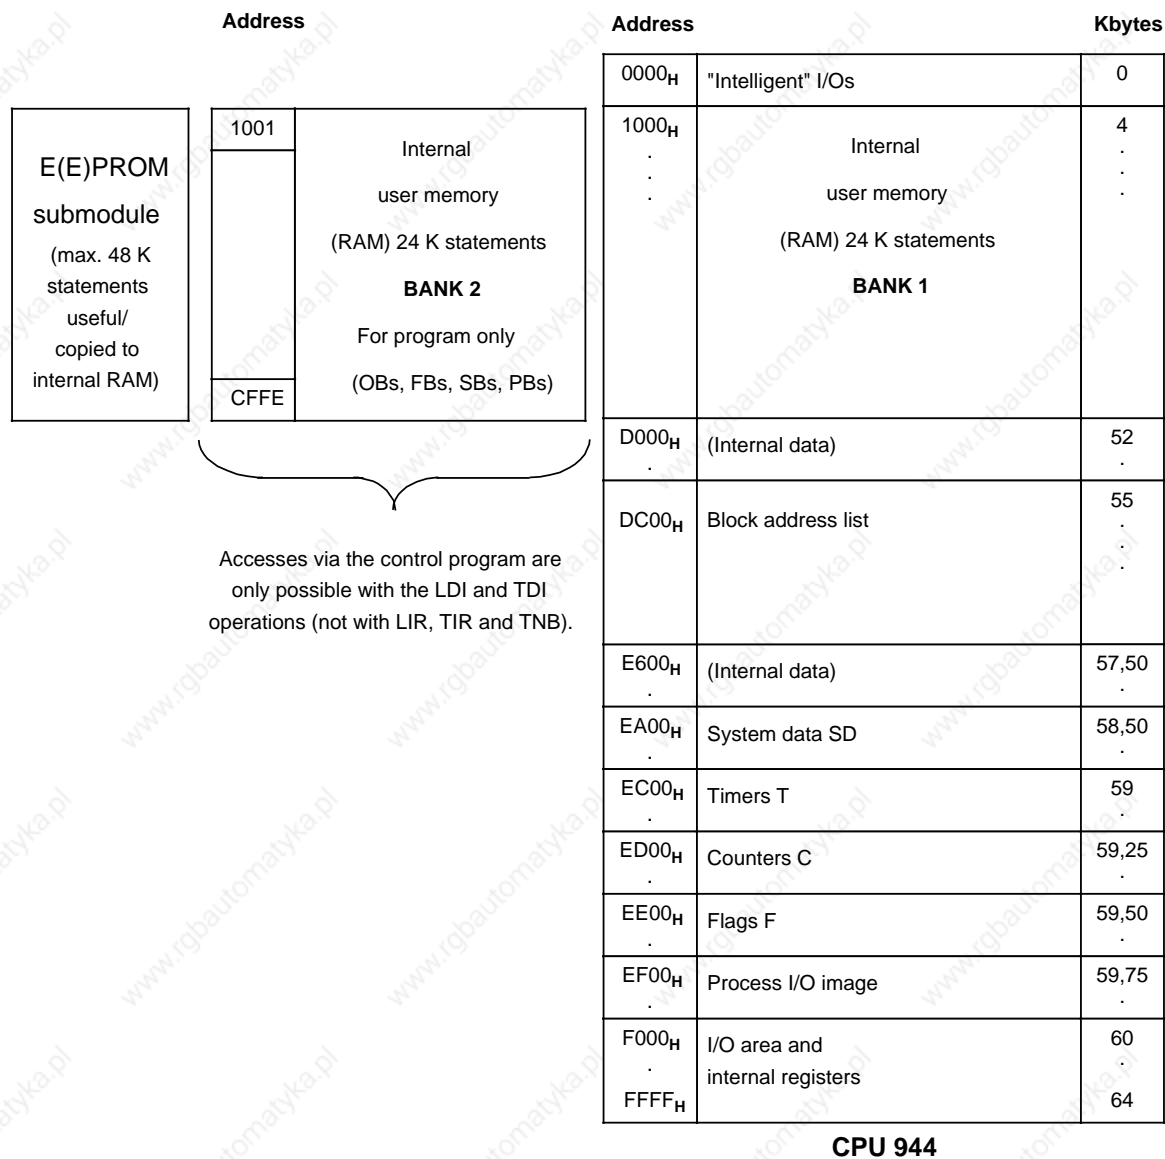 Address
Address Kbytes
0000H "Intelligent" I/Os 0
E(E)PROM
submodule
(max. 48 K
statements
useful/
copied to
internal RAM)
1001
Internal
user memory
(RAM) 24 K statements
BANK 2
For program only
(OBs, FBs, SBs, PBs)
CFFE
Accesses via the control program are
only possible with the LDI and TDI
operations (not with LIR, TIR and TNB).
1000H Internal 4
.
.
.
user memory
(RAM) 24 K statements
BANK 1
D000H (Internal data) 52
.
DC00H Block address list 55
.
.
.
E600H (Internal data) 57,50
.
EA00H System data SD 58,50
.
EC00H Timers T 59
.
ED00H Counters C 59,25
.
EE00H Flags F 59,50
.
EF00H Process I/O image 59,75
.
F000H I/O area and 60
.
internal registers
FFFFH 64
CPU 944
www.rgbautomatyka.pl